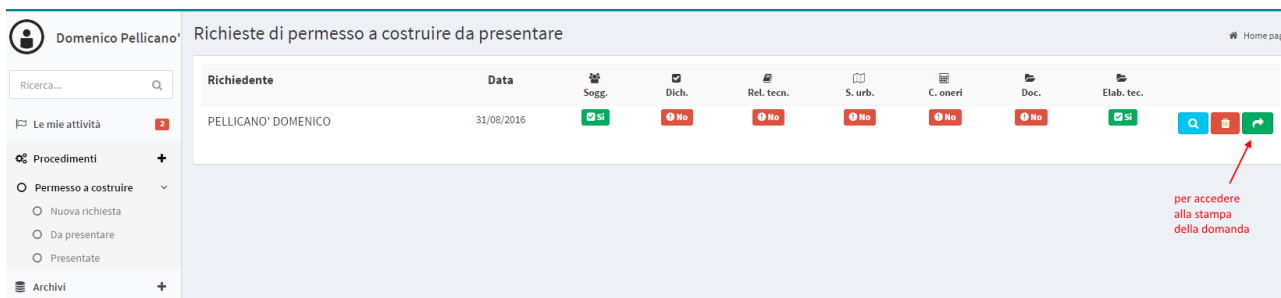 Domenico Pellicano'
Richieste di permesso a costruire da presentare
Home pag
Ricerca...
Le mie attività 2
Procedimenti
Permesso a costruire
Nuova richiesta
Da presentare
Presentate
Archivi
Richiedente Data Sogg. Dich. Rel. tecn. S. urb. C. oneri Doc. Elab. tec.
PELLICANO' DOMENICO 31/08/2016 Si No No No No No Si
per accedere
alla stampa
della domanda